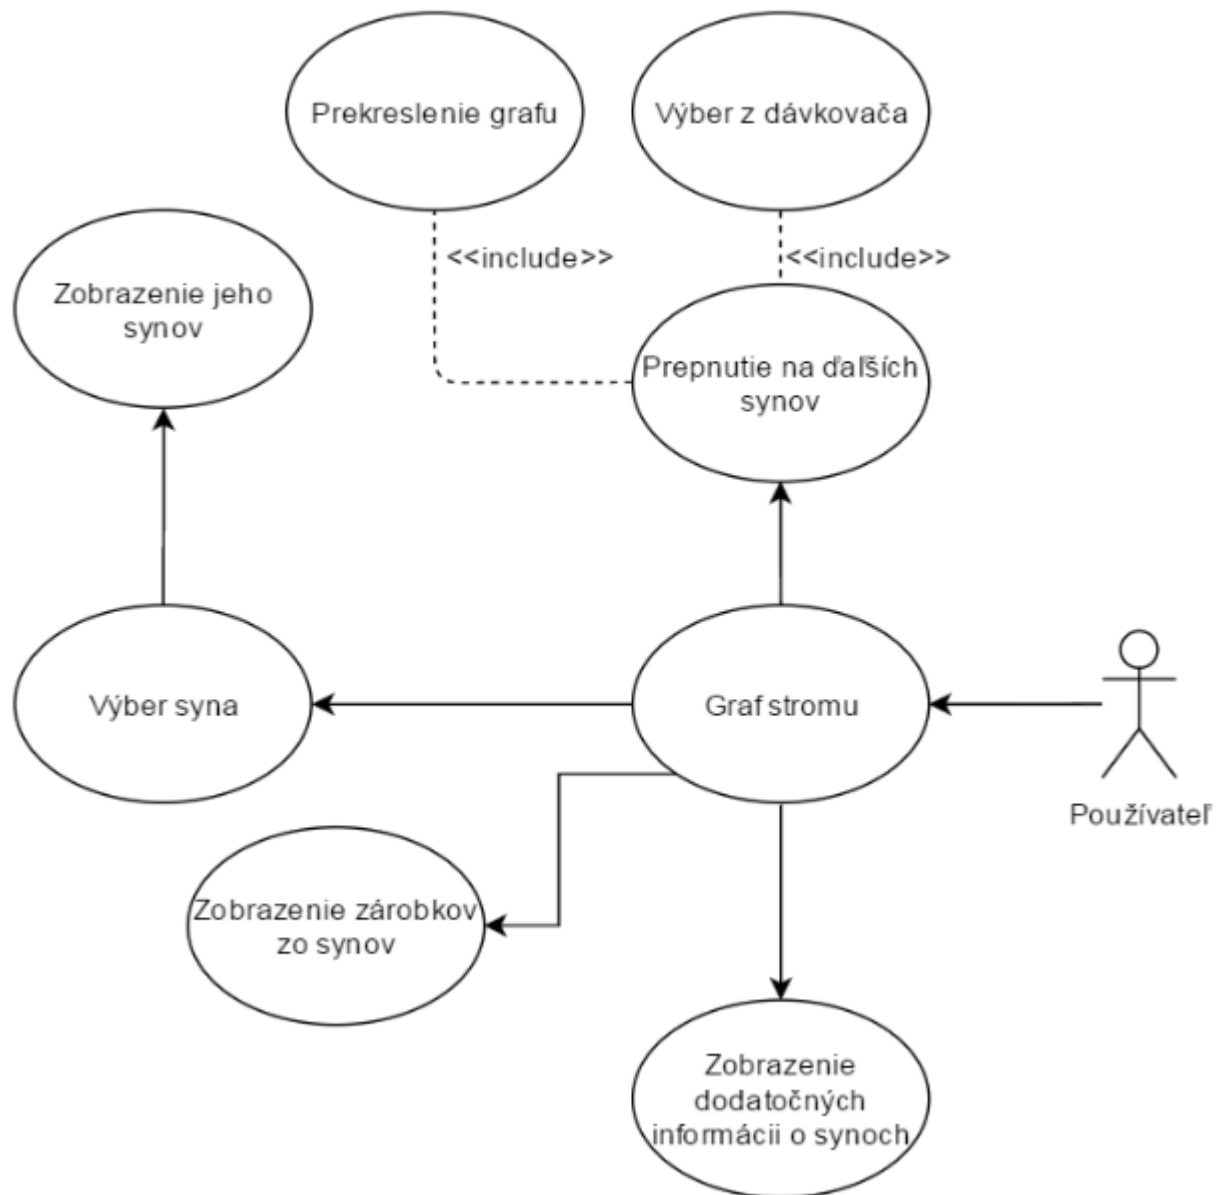 Prekreslenie grafu
Výber z dávkovača
<<include>>
<<include>>
Zobrazenie jeho
synov
Prepnutie na ďaľších
synov
Výber syna
Graf stromu
Používateľ
Zobrazenie zárobkov
zo synov
Zobrazenie
dodatočných
informácii o synoch